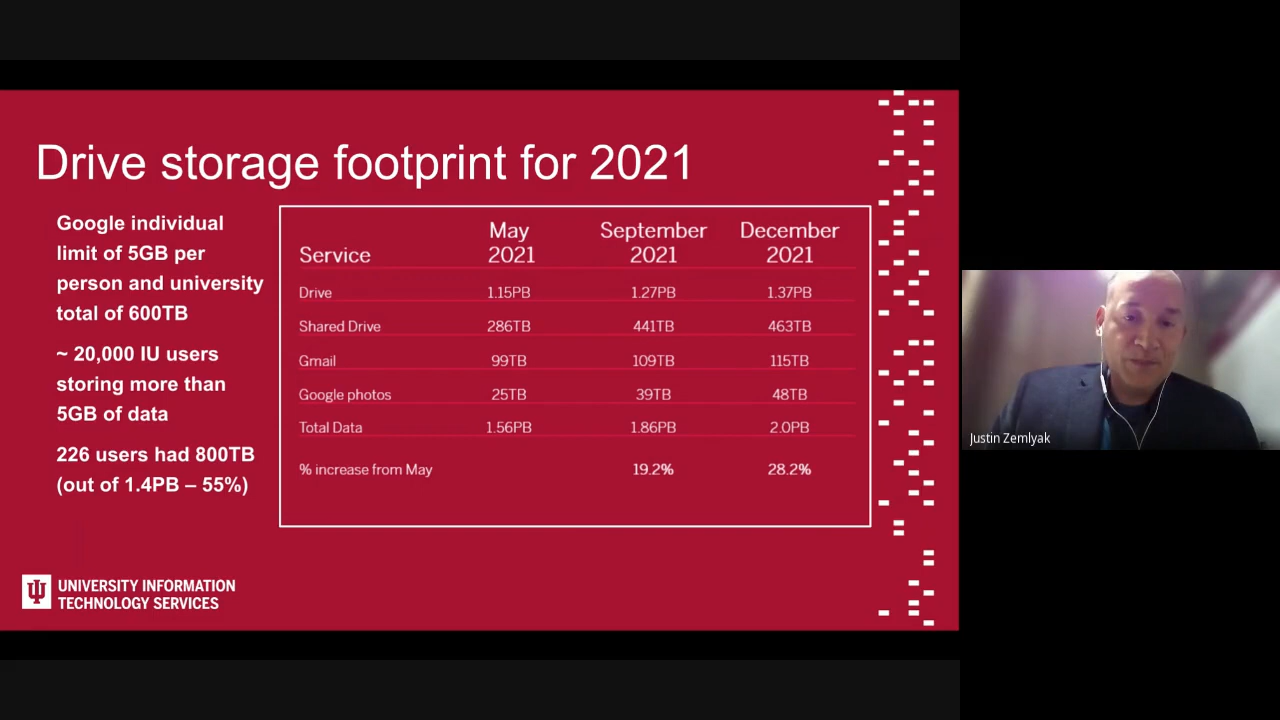 Drive storage footprint for 2021
Google individual
limit of 5GB per
person and university
total of 600TB
~ 20,000 IU users
storing more than
5GB of data
226 users had 800TB
(out of 1.4PB – 55%)
Service May 2021 September 2021 December 2021
Drive 1.15PB 1.27PB 1.37PB
Shared Drive 286TB 441TB 463TB
Gmail 99TB 109TB 115TB
Google photos 25TB 39TB 48TB
Total Data 1.56PB 1.86PB 2.0PB
% increase from May 19.2% 28.2%
UNIVERSITY INFORMATION
TECHNOLOGY SERVICES
Justin Zemlyak